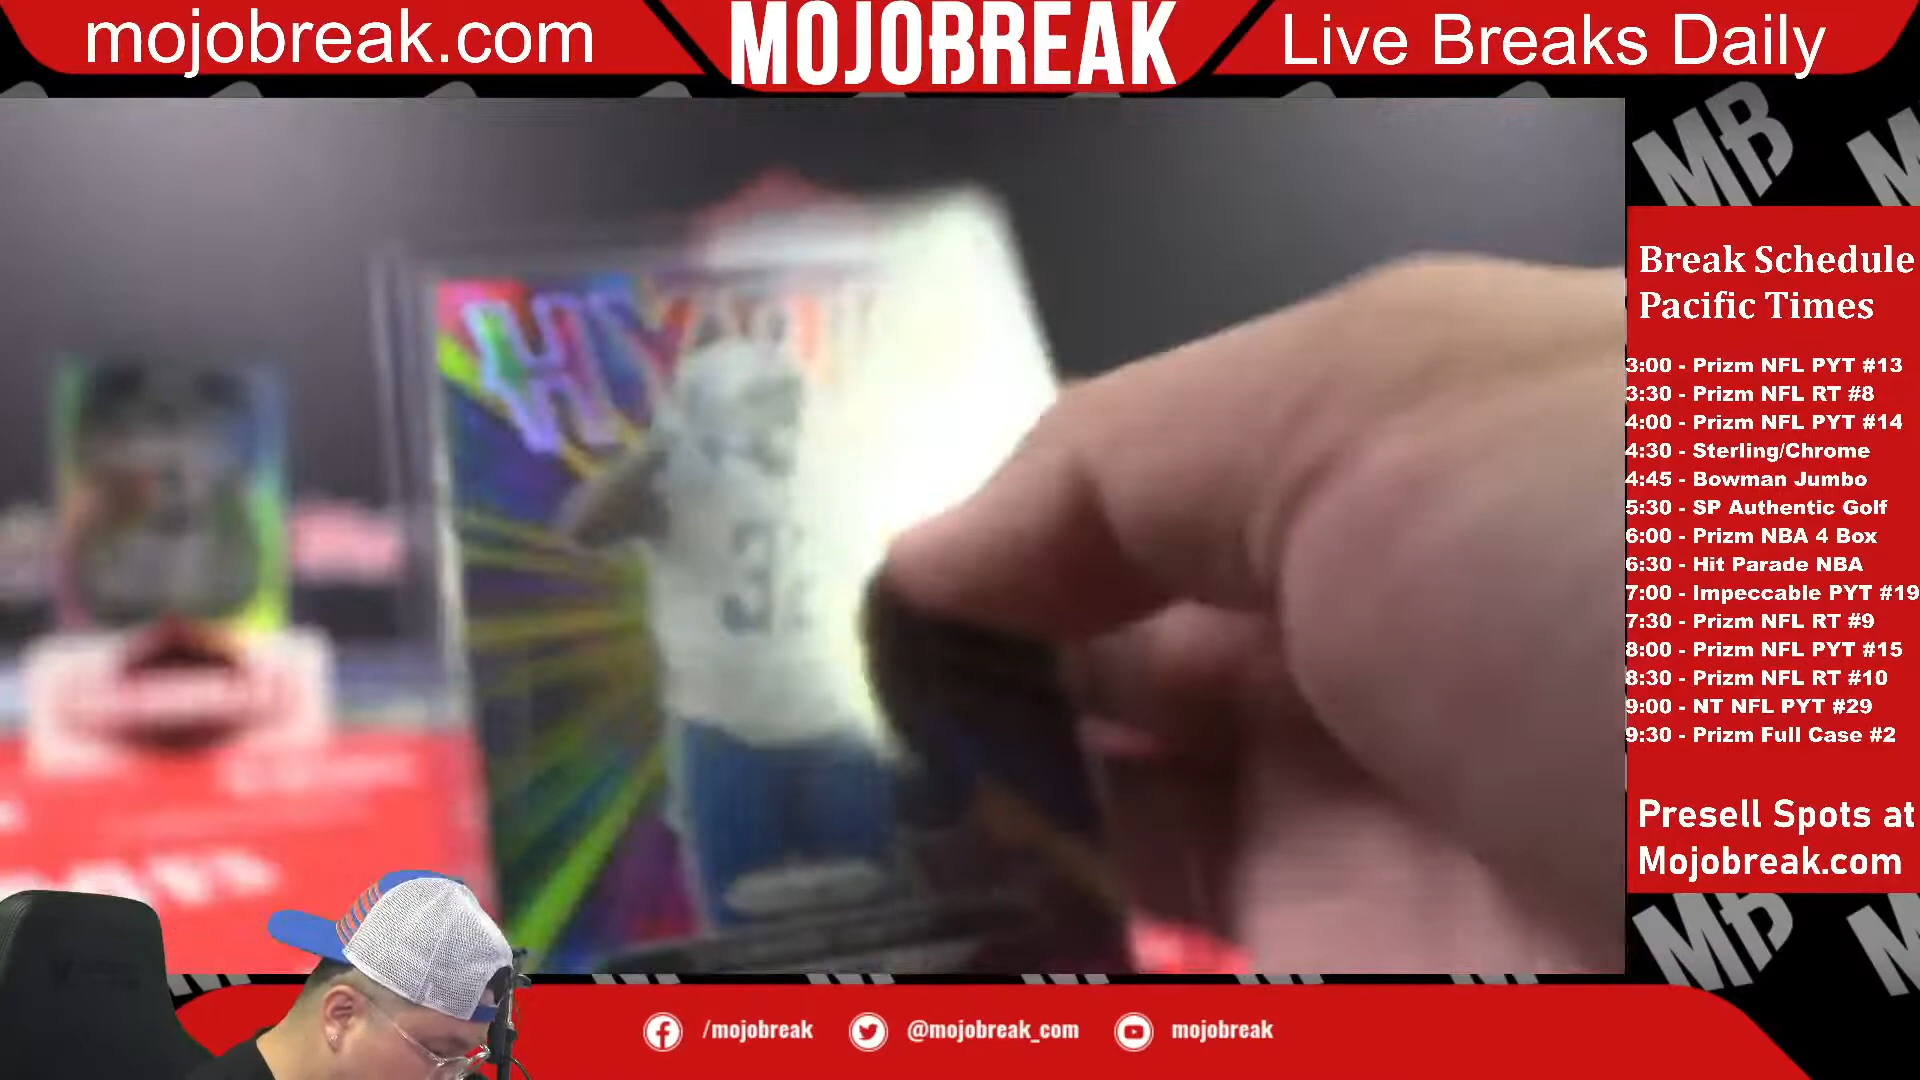 mojobreak.com
MOJOBREAK
Live Breaks Daily
MB
Break Schedule
Pacific Times
3:00 - Prizm NFL PYT #13
3:30 - Prizm NFL RT #8
4:00 - Prizm NFL PYT #14
4:30 - Sterling/Chrome
4:45 - Bowman Jumbo
5:30 - SP Authentic Golf
6:00 - Prizm NBA 4 Box
6:30 - Hit Parade NBA
7:00 - Impeccable PYT #19
7:30 - Prizm NFL RT #9
8:00 - Prizm NFL PYT #15
8:30 - Prizm NFL RT #10
9:00 - NT NFL PYT #29
9:30 - Prizm Full Case #2
Presell Spots at
Mojobreak.com
MB
/mojobreak
@mojobreak_com
mojobreak